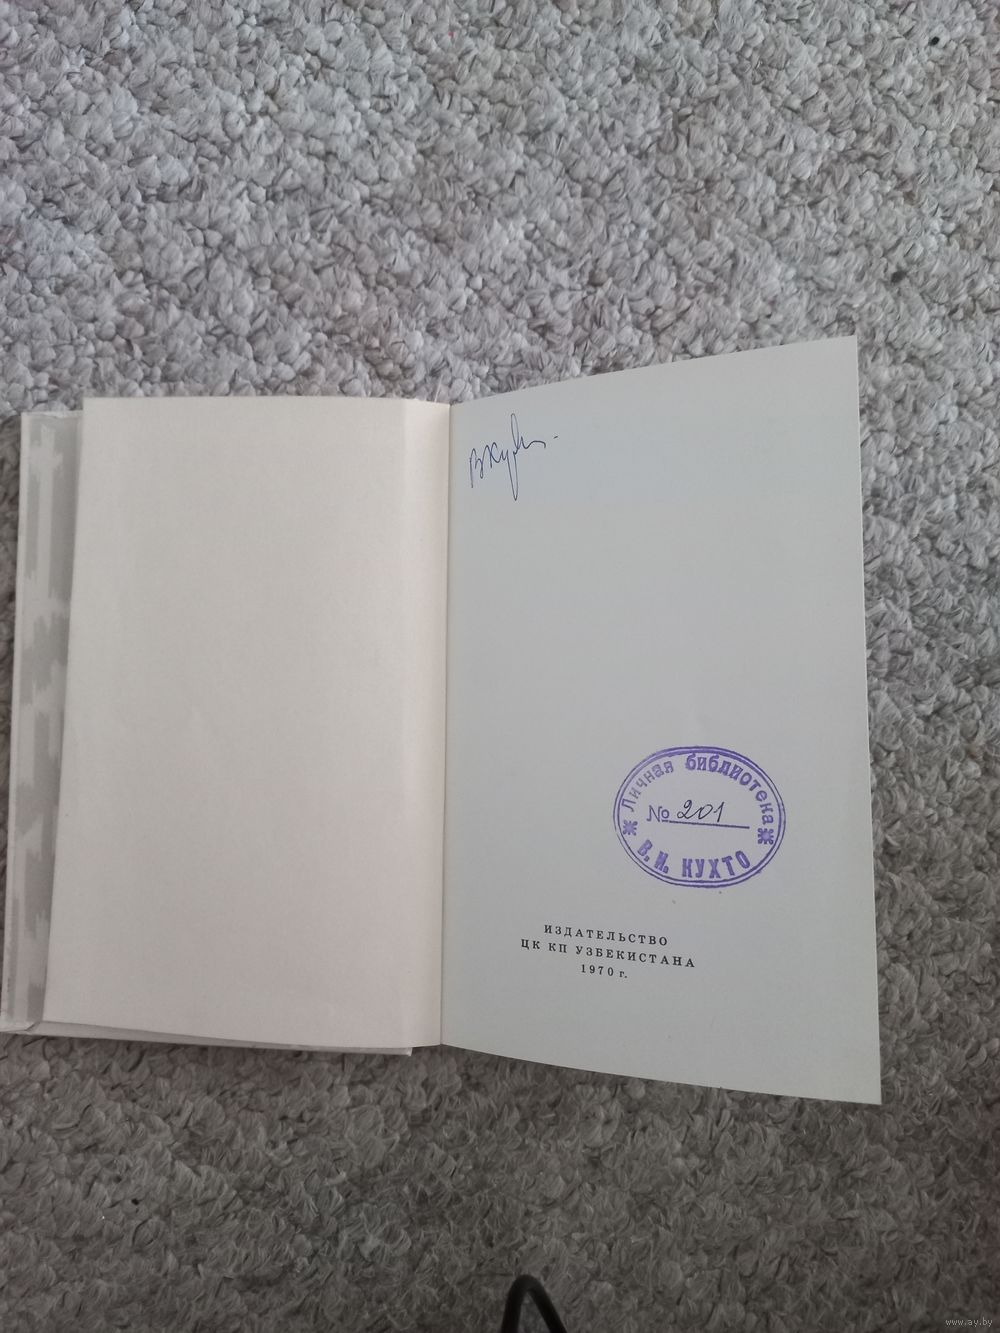 Личная библиотека
№ 201
В. И. КУХТО
ИЗДАТЕЛЬСТВО
ЦК КП УЗБЕКИСТАНА
1970 г.
www.ay.by